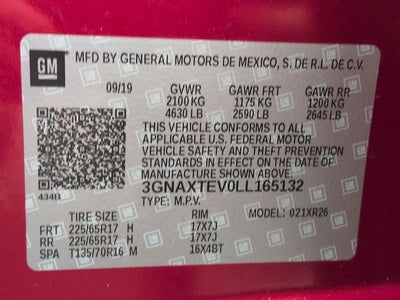 GM MFD BY GENERAL MOTORS DE MEXICO, S. DE R.L. DE C.V.
09/19 GVWR GAWR FRT GAWR RR
2100 KG 1175 KG 1200 KG
4630 LB 2590 LB 2645 LB
THIS VEHICLE CONFORMS TO ALL
APPLICABLE U.S. FEDERAL MOTOR
VEHICLE SAFETY STANDARDS IN
EFFECT ON THE DATE OF
MANUFACTURE SHOWN ABOVE.
3GNAXTEV0LL165132
434B TYPE: M.P.V.
TIRE SIZE RIM MODEL: 021XR26
FRT 225/65R17 H 17X7J
RR 225/65R17 H 17X7J
SPA T135/70R16 M 16X4BT